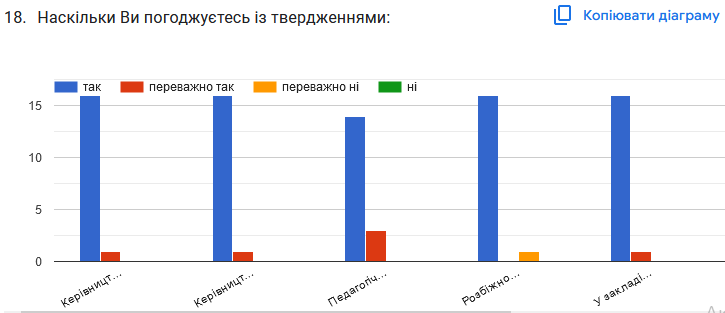 18. Наскільки Ви погоджуєтесь із твердженнями:
Копіювати діаграму
так переважно так переважно ні ні
15
10
5
0
Керівницт...
Керівницт...
Педагогіч...
Розбіжно...
У закладі...